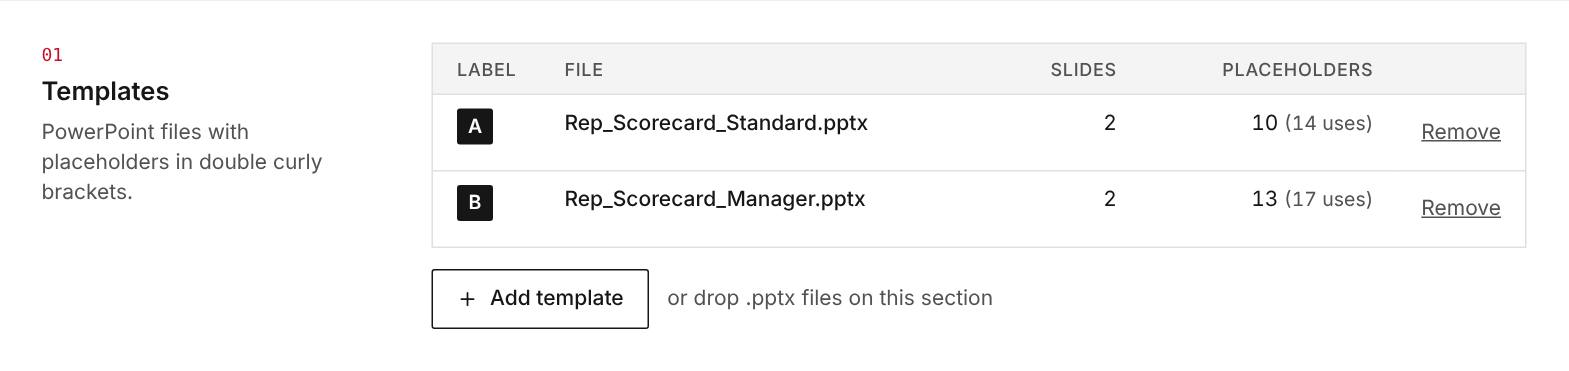 01
Templates
PowerPoint files with
placeholders in double curly
brackets.
LABEL FILE SLIDES PLACEHOLDERS
A Rep_Scorecard_Standard.pptx 2 10 (14 uses) Remove
B Rep_Scorecard_Manager.pptx 2 13 (17 uses) Remove
+ Add template or drop .pptx files on this section